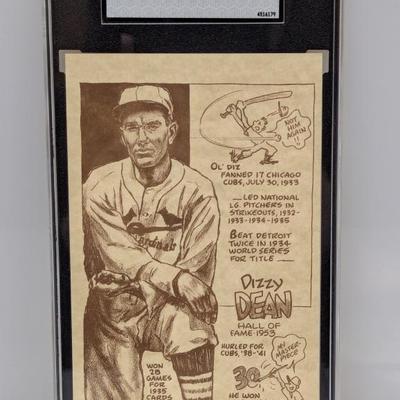 4916179
NOT
HIM
AGAIN
!!
OL' DIZ
FANNED 17 CHICAGO
CUBS, JULY 30, 1933
LED NATIONAL
LG. PITCHERS IN
STRIKEOUTS, 1932-
1933-1934-1935
BEAT DETROIT
TWICE IN 1934
WORLD SERIES
FOR TITLE
Cardinals
DIZZY
DEAN
HALL OF
FAME-1953
HURLED FOR
CUBS, '38-'41
MY
MASTER-
PIECE
30
HE WON
WON
28
GAMES
FOR
1935
CARDS